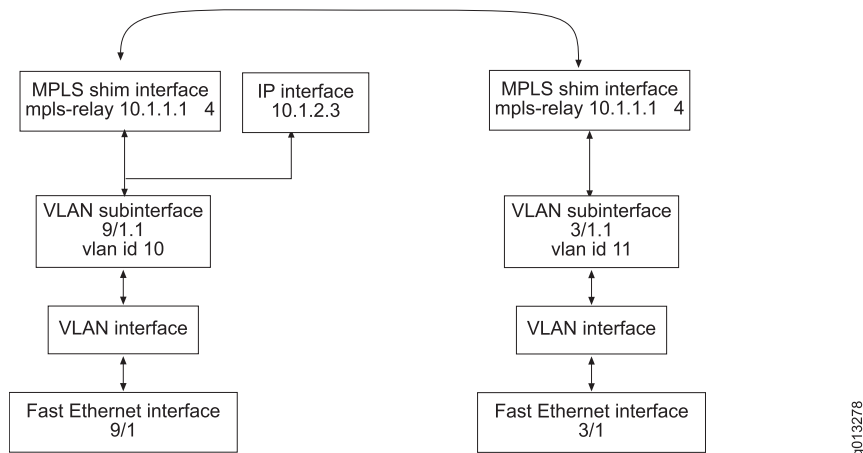 MPLS shim interface
mpls-relay 10.1.1.1 4
IP interface
10.1.2.3
MPLS shim interface
mpls-relay 10.1.1.1 4
VLAN subinterface
9/1.1
vlan id 10
VLAN subinterface
3/1.1
vlan id 11
VLAN interface
VLAN interface
Fast Ethernet interface
9/1
Fast Ethernet interface
3/1
g013278